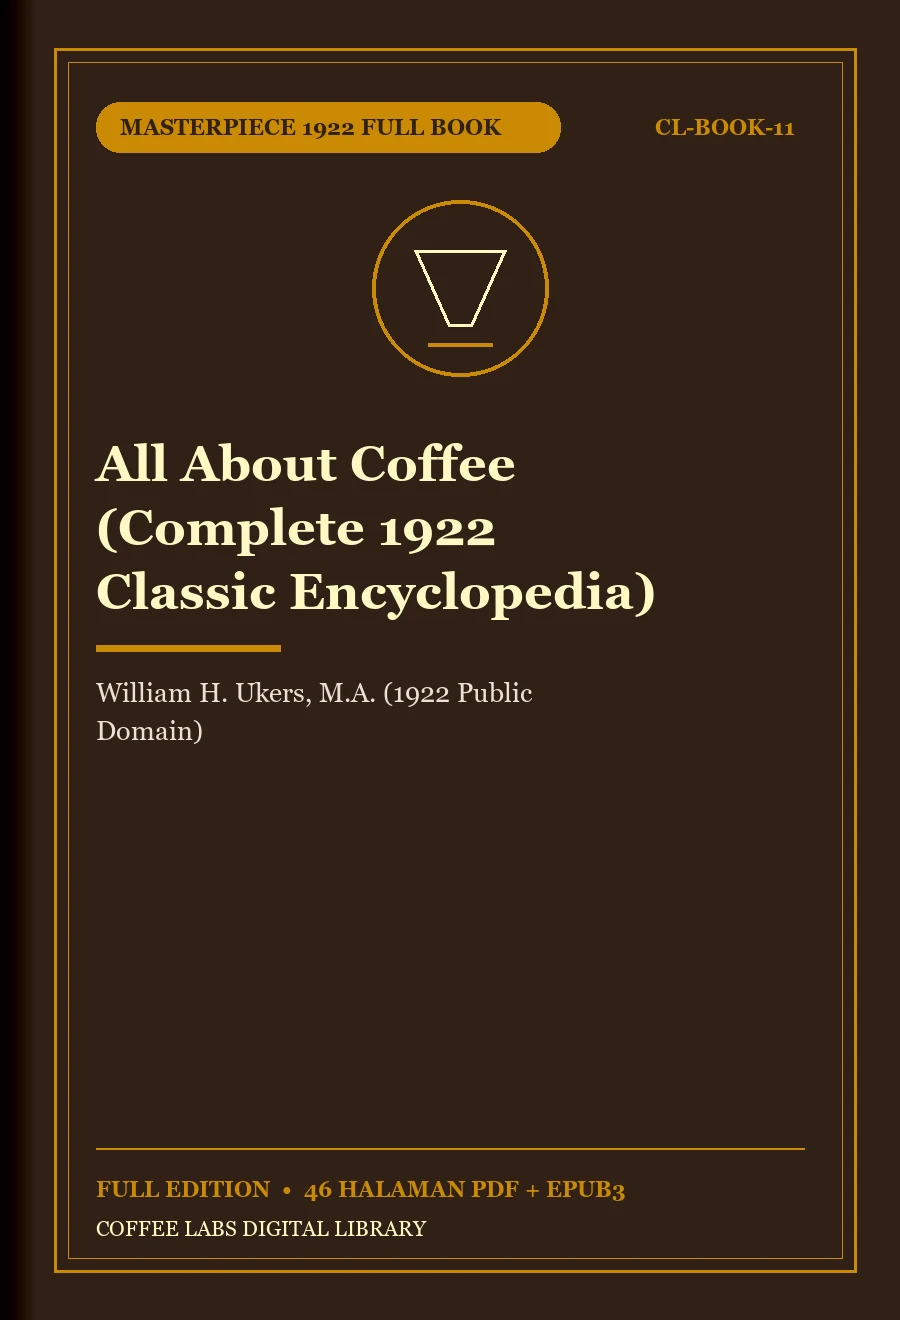 MASTERPIECE 1922 FULL BOOK
CL-BOOK-11
All About Coffee
(Complete 1922
Classic Encyclopedia)
William H. Ukers, M.A. (1922 Public
Domain)
FULL EDITION • 46 HALAMAN PDF + EPUB3
COFFEE LABS DIGITAL LIBRARY